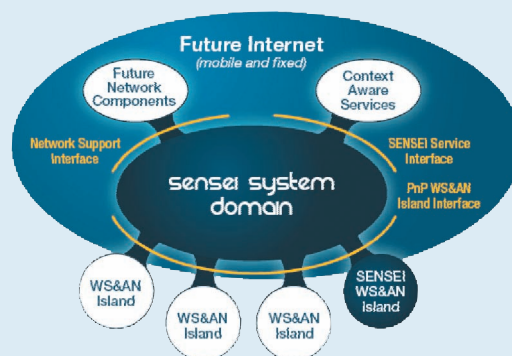 Future Internet
(mobile and fixed)
Future
Network
Components
Context
Aware
Services
Network Support
Interface
SENSEI Service
Interface
sensei system
domain
PnP WS&AN
Island Interface
WS&AN
Island
WS&AN
Island
WS&AN
Island
SENSEI
WS&AN
island